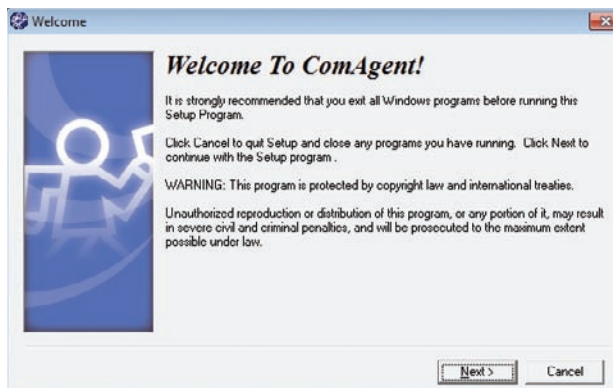 Welcome
Welcome To ComAgent!
It is strongly recommended that you exit all Windows programs before running this
Setup Program.
Click Cancel to quit Setup and close any programs you have running. Click Next to
continue with the Setup program .
WARNING: This program is protected by copyright law and international treaties.
Unauthorized reproduction or distribution of this program, or any portion of it, may result
in severe civil and criminal penalties, and will be prosecuted to the maximum extent
possible under law.
Next >
Cancel